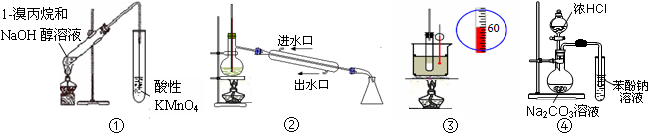 1-溴丙烷和
NaOH 醇溶液
酸性
KMnO₄
①
进水口
出水口
②
60
③
浓HCl
苯酚钠
溶液
Na₂CO₃溶液
④